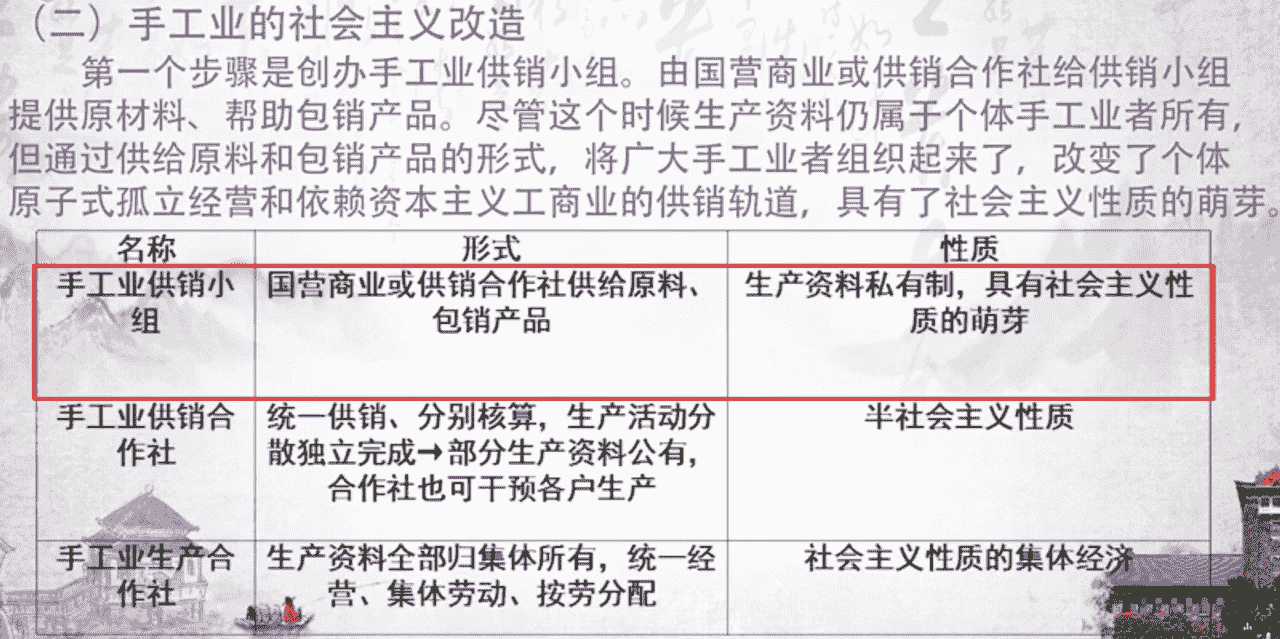 （二）手工业的社会主义改造
第一个步骤是创办手工业供销小组。由国营商业或供销合作社给供销小组
提供原材料、帮助包销产品。尽管这个时候生产资料仍属于个体手工业者所有，
但通过供给原料和包销产品的形式，将广大手工业者组织起来了，改变了个体
原子式孤立经营和依赖资本主义工商业的供销轨道，具有了社会主义性质的萌芽。
名称
形式
性质
手工业供销小
组
国营商业或供销合作社供给原料、
包销产品
生产资料私有制，具有社会主义性
质的萌芽
手工业供销合
作社
统一供销、分别核算，生产活动分
散独立完成→部分生产资料公有，
合作社也可干预各户生产
半社会主义性质
手工业生产合
作社
生产资料全部归集体所有，统一经
营、集体劳动、按劳分配
社会主义性质的集体经济